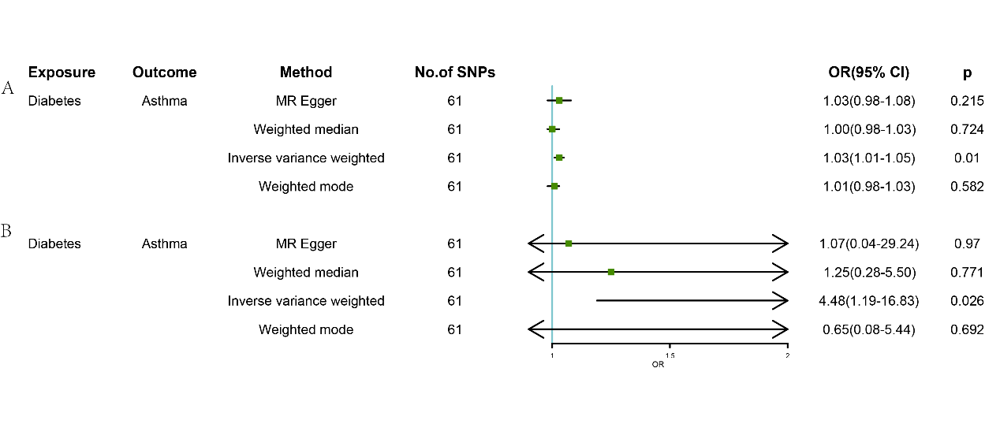 Exposure Outcome Method No.of SNPs OR(95% CI) p
A
Diabetes Asthma MR Egger 61 1.03(0.98-1.08) 0.215
Weighted median 61 1.00(0.98-1.03) 0.724
Inverse variance weighted 61 1.03(1.01-1.05) 0.01
Weighted mode 61 1.01(0.98-1.03) 0.582
B
Diabetes Asthma MR Egger 61 1.07(0.04-29.24) 0.97
Weighted median 61 1.25(0.28-5.50) 0.771
Inverse variance weighted 61 4.48(1.19-16.83) 0.026
Weighted mode 61 0.65(0.08-5.44) 0.692
1 1.5 2
OR